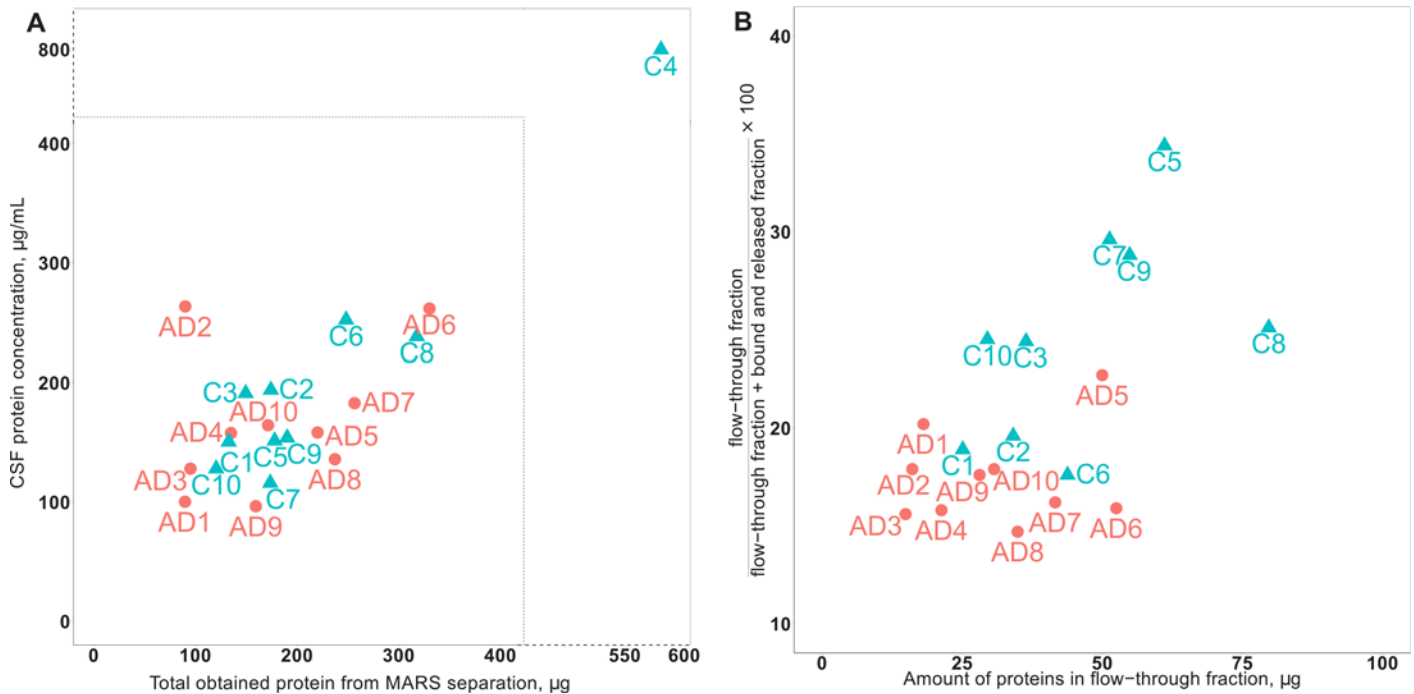 A
CSF protein concentration, µg/mL
800
400
300
200
100
0
C4
AD2
C6
AD6
C8
C3
C2
AD10
AD7
AD4
C1
C5
C9
AD5
AD3
C10
AD8
C7
AD1
AD9
0
100
200
300
400
550
600
Total obtained protein from MARS separation, µg
B
flow−through fraction
flow−through fraction + bound and released fraction
× 100
40
30
20
10
C5
C7
C9
C10
C3
C8
AD5
AD1
C1
C2
AD2
AD9
AD10
C6
AD3
AD4
AD8
AD7
AD6
0
25
50
75
100
Amount of proteins in flow−through fraction, µg